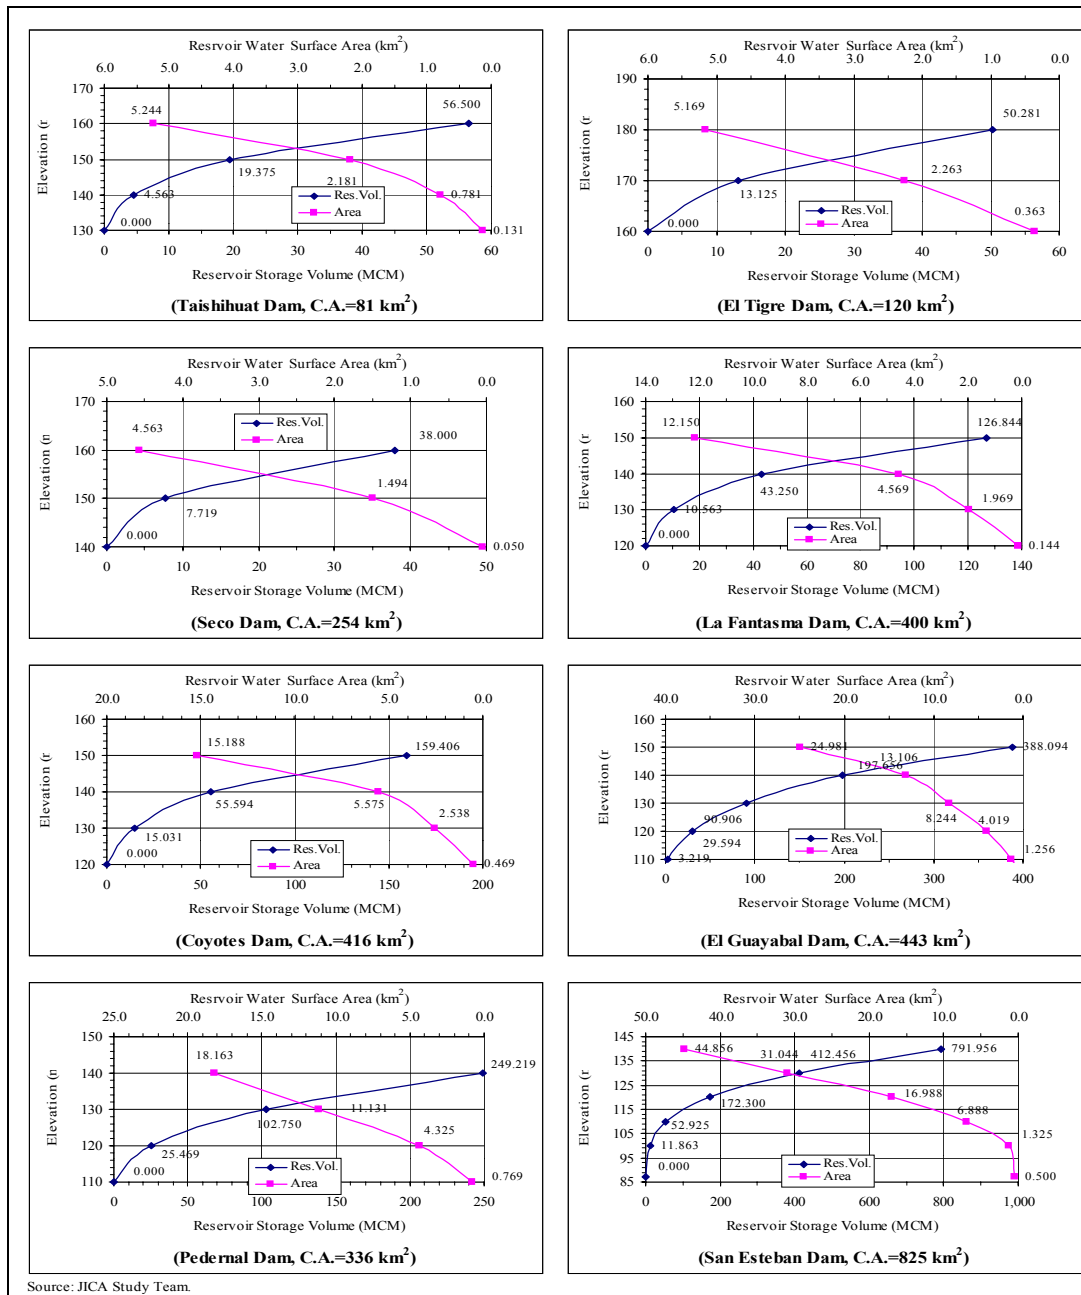 Resrvoir Water Surface Area (km²)
6.0 5.0 4.0 3.0 2.0 1.0 0.0
Elevation (r
170
160
150
140
130
5.244
56.500
19.375
2.181
4.563
0.781
0.000
0.131
Res.Vol.
Area
0 10 20 30 40 50 60
Reservoir Storage Volume (MCM)
(Taishihuat Dam, C.A.=81 km²)
Resrvoir Water Surface Area (km²)
6.0 5.0 4.0 3.0 2.0 1.0 0.0
Elevation (r
190
180
170
160
5.169
50.281
2.263
13.125
0.363
0.000
Res.Vol.
Area
0 10 20 30 40 50 60
Reservoir Storage Volume (MCM)
(El Tigre Dam, C.A.=120 km²)
Resrvoir Water Surface Area (km²)
5.0 4.0 3.0 2.0 1.0 0.0
Elevation (n
170
160
150
140
4.563
38.000
1.494
7.719
0.000
0.050
Res.Vol.
Area
0 10 20 30 40 50
Reservoir Storage Volume (MCM)
(Seco Dam, C.A.=254 km²)
Resrvoir Water Surface Area (km²)
14.0 12.0 10.0 8.0 6.0 4.0 2.0 0.0
Elevation (r
160
150
140
130
120
12.150
126.844
43.250
4.569
1.969
10.563
0.000
0.144
Res.Vol.
Area
0 20 40 60 80 100 120 140
Reservoir Storage Volume (MCM)
(La Fantasma Dam, C.A.=400 km²)
Resrvoir Water Surface Area (km²)
20.0 15.0 10.0 5.0 0.0
Elevation (r
160
150
140
130
120
15.188
159.406
55.594
5.575
2.538
15.031
0.000
0.469
Res.Vol.
Area
0 50 100 150 200
Reservoir Storage Volume (MCM)
(Coyotes Dam, C.A.=416 km²)
Resrvoir Water Surface Area (km²)
40.0 30.0 20.0 10.0 0.0
Elevation (r
160
150
140
130
120
110
24.981
388.094
13.106
197.656
90.906
8.244
4.019
29.594
3.219
1.256
Res.Vol.
Area
0 100 200 300 400
Reservoir Storage Volume (MCM)
(El Guayabal Dam, C.A.=443 km²)
Resrvoir Water Surface Area (km²)
25.0 20.0 15.0 10.0 5.0 0.0
Elevation (n
150
140
130
120
110
18.163
249.219
11.131
102.750
4.325
25.469
0.000
0.769
Res.Vol.
Area
0 50 100 150 200 250
Reservoir Storage Volume (MCM)
(Pedernal Dam, C.A.=336 km²)
Resrvoir Water Surface Area (km²)
50.0 40.0 30.0 20.0 10.0 0.0
Elevation (r
145
135
125
115
105
95
85
44.856
31.044
412.456
791.956
16.988
172.300
6.888
52.925
1.325
11.863
0.000
0.500
Res.Vol.
Area
0 200 400 600 800 1,000
Reservoir Storage Volume (MCM)
(San Esteban Dam, C.A.=825 km²)
Source: JICA Study Team.